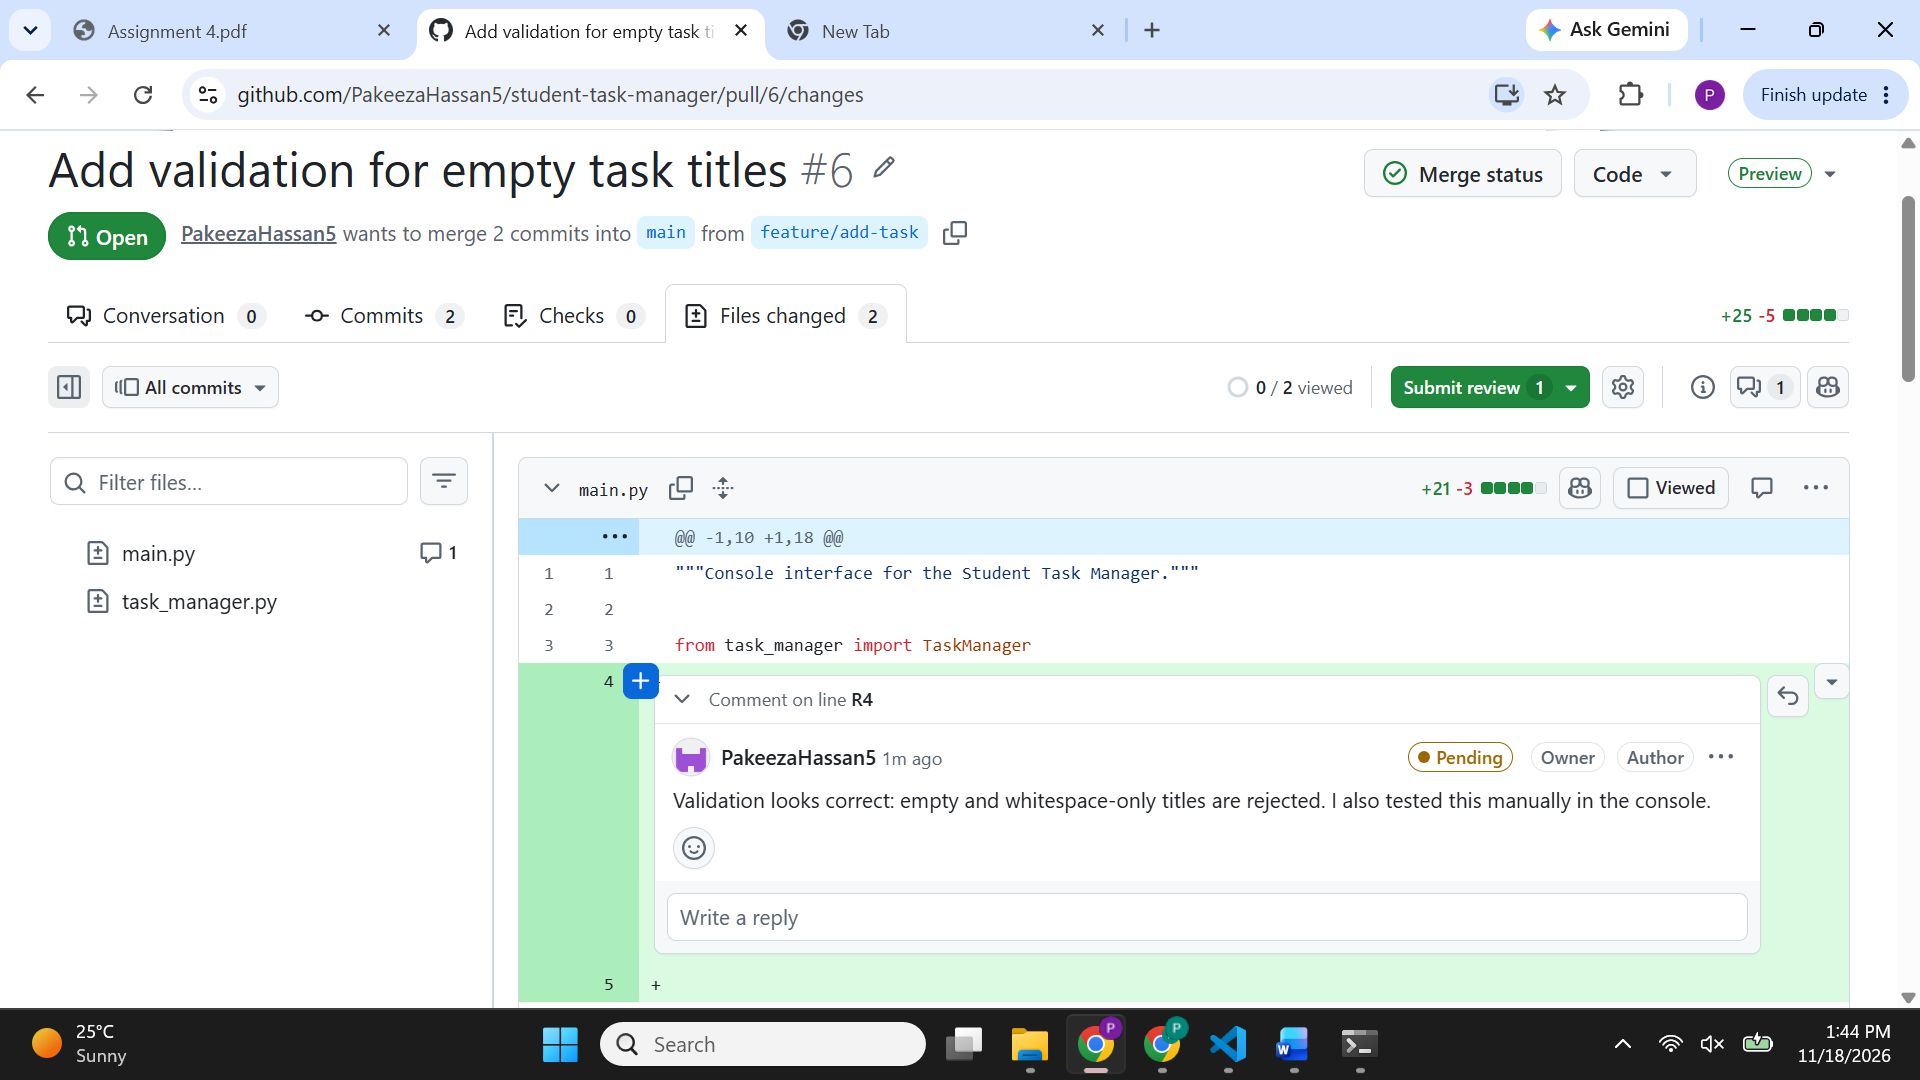 Assignment 4.pdf
Add validation for empty task ti
New Tab
Ask Gemini
github.com/PakeezaHassan5/student-task-manager/pull/6/changes
P
Finish update
Add validation for empty task titles #6
Merge status
Code
Preview
Open
PakeezaHassan5 wants to merge 2 commits into main from feature/add-task
Conversation 0
Commits 2
Checks 0
Files changed 2
+25 -5
All commits
0 / 2 viewed
Submit review 1
1
Filter files...
main.py
+21 -3
Viewed
main.py 1
task_manager.py
@@ -1,10 +1,18 @@
1 1 """Console interface for the Student Task Manager."""
2 2
3 3 from task_manager import TaskManager
4
Comment on line R4
PakeezaHassan5 1m ago
Pending
Owner
Author
Validation looks correct: empty and whitespace-only titles are rejected. I also tested this manually in the console.
Write a reply
5 +
25°C
Sunny
Search
P
P
1:44 PM
11/18/2026